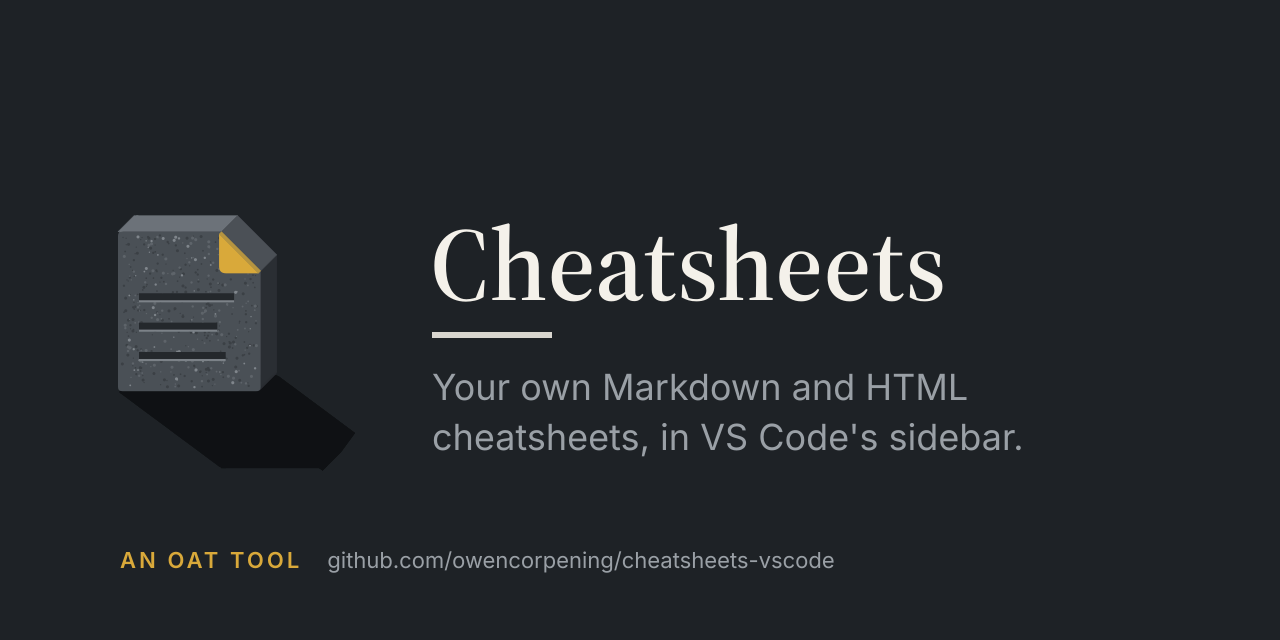 Cheatsheets
Your own Markdown and HTML
cheatsheets, in VS Code's sidebar.
AN OAT TOOL github.com/owencorpening/cheatsheets-vscode